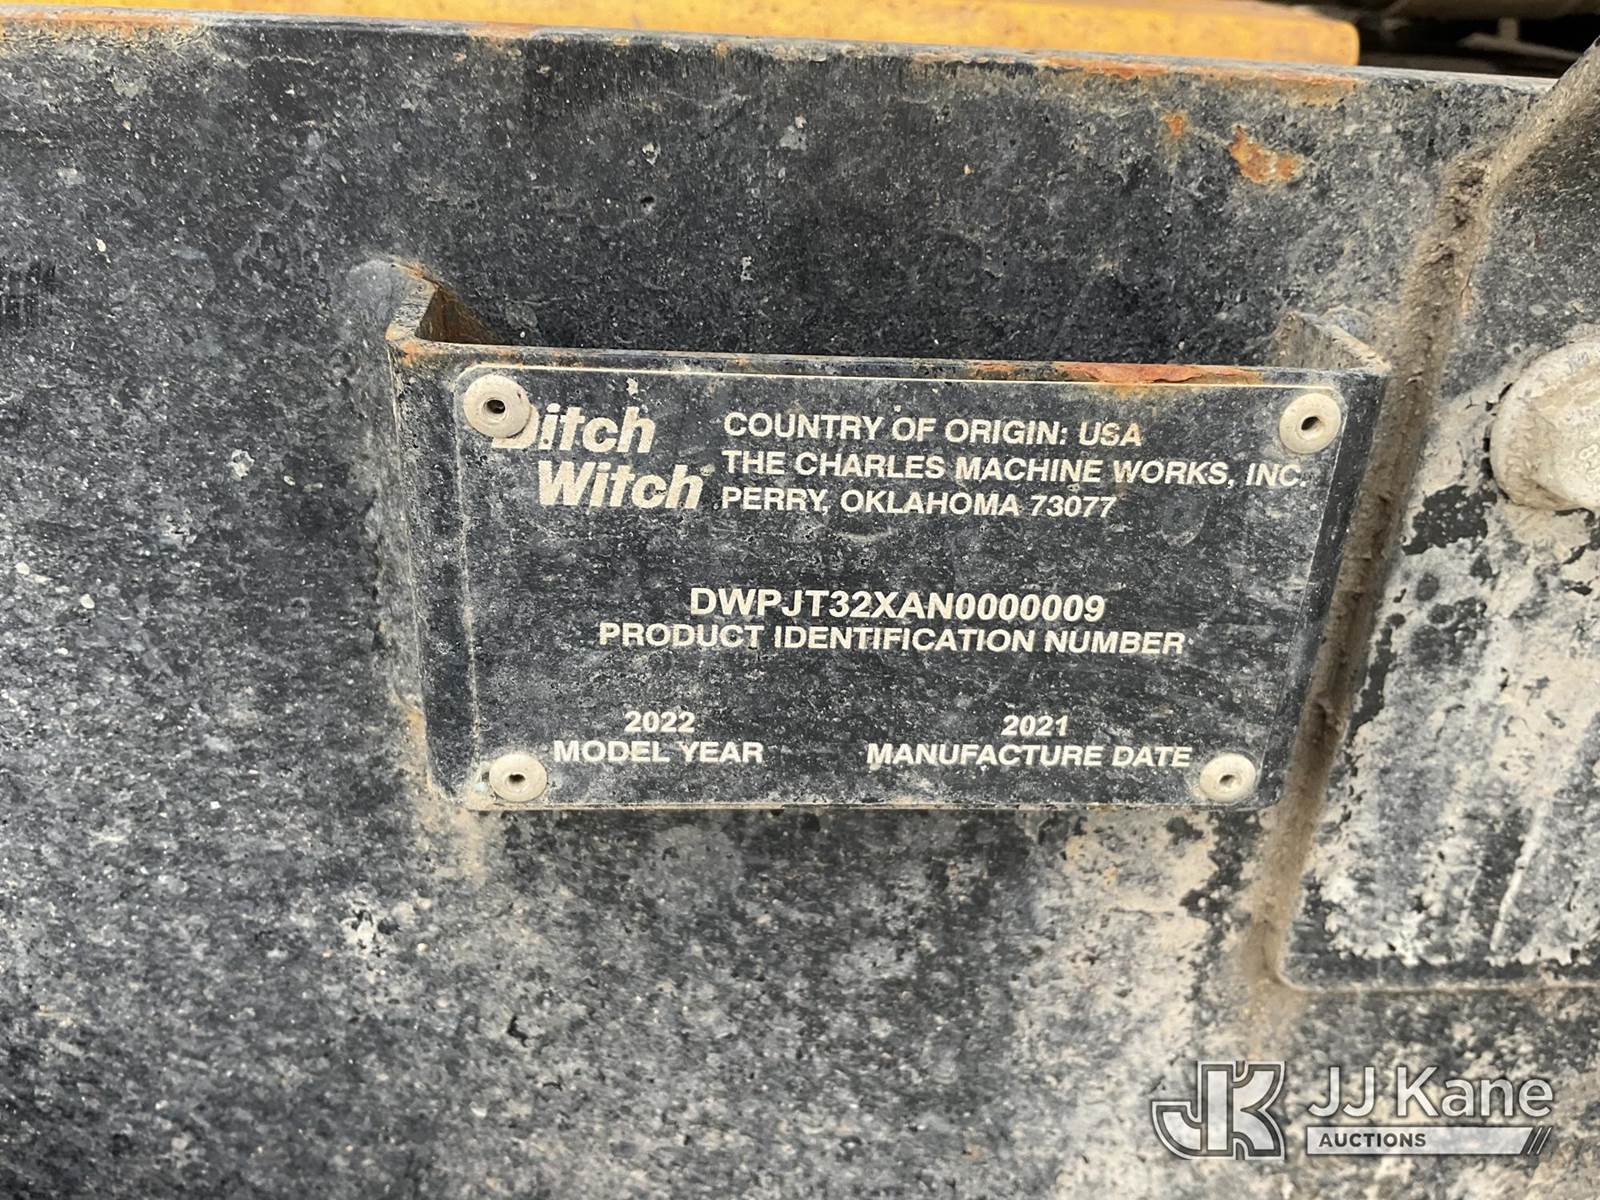 Ditch
Witch
COUNTRY OF ORIGIN: USA
THE CHARLES MACHINE WORKS, INC.
PERRY, OKLAHOMA 73077
DWPJT32XAN0000009
PRODUCT IDENTIFICATION NUMBER
2022
MODEL YEAR
2021
MANUFACTURE DATE
JK JJ Kane
AUCTIONS